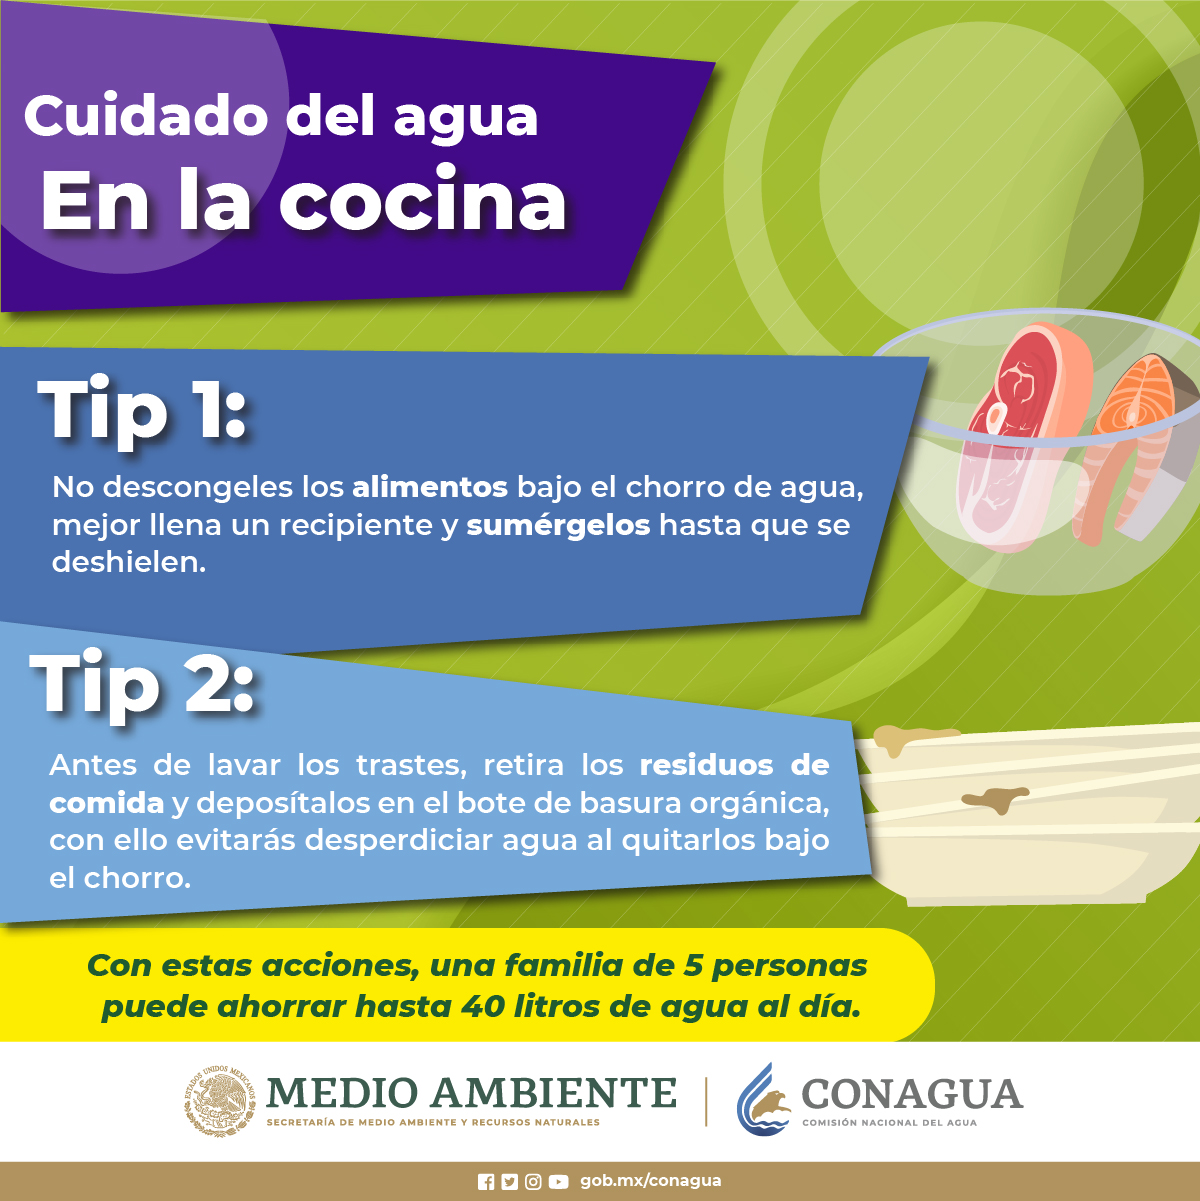 Cuidado del agua
En la cocina
Tip 1:
No descongeles los alimentos bajo el chorro de agua,
mejor llena un recipiente y sumérgelos hasta que se
deshielen.
Tip 2:
Antes de lavar los trastes, retira los residuos de
comida y deposítalos en el bote de basura orgánica,
con ello evitarás desperdiciar agua al quitarlos bajo
el chorro.
Con estas acciones, una familia de 5 personas
puede ahorrar hasta 40 litros de agua al día.
ESTADOS UNIDOS MEXICANOS
MEDIO AMBIENTE
SECRETARÍA DE MEDIO AMBIENTE Y RECURSOS NATURALES
CONAGUA
COMISIÓN NACIONAL DEL AGUA
gob.mx/conagua